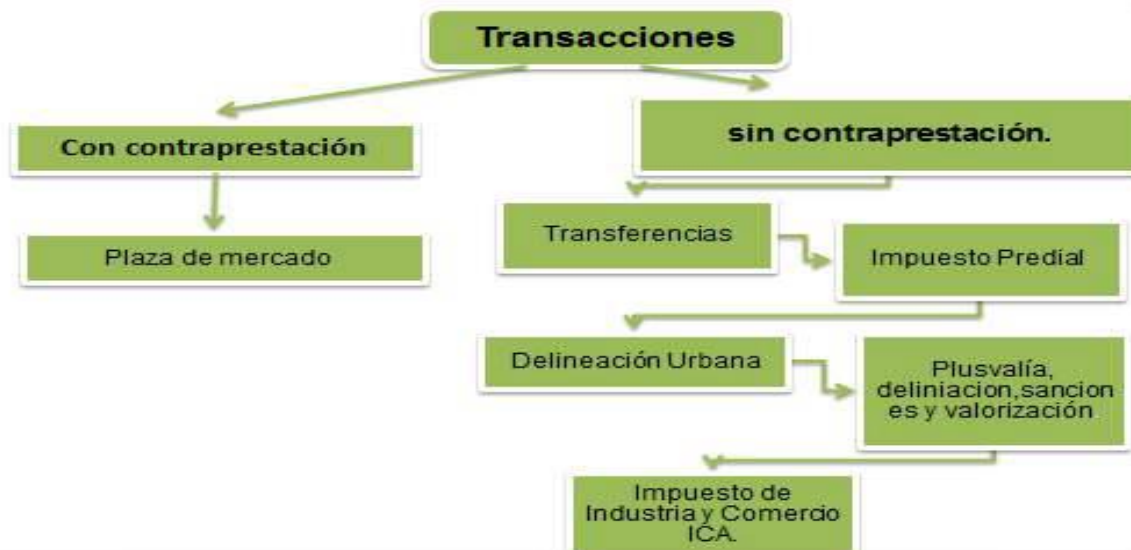 Transacciones
Con contraprestación
sin contraprestación.
Plaza de mercado
Transferencias
Impuesto Predial
Delineación Urbana
Plusvalía,
deliniacion,sancion
es y valorización
Impuesto de
Industria y Comercio
ICA.